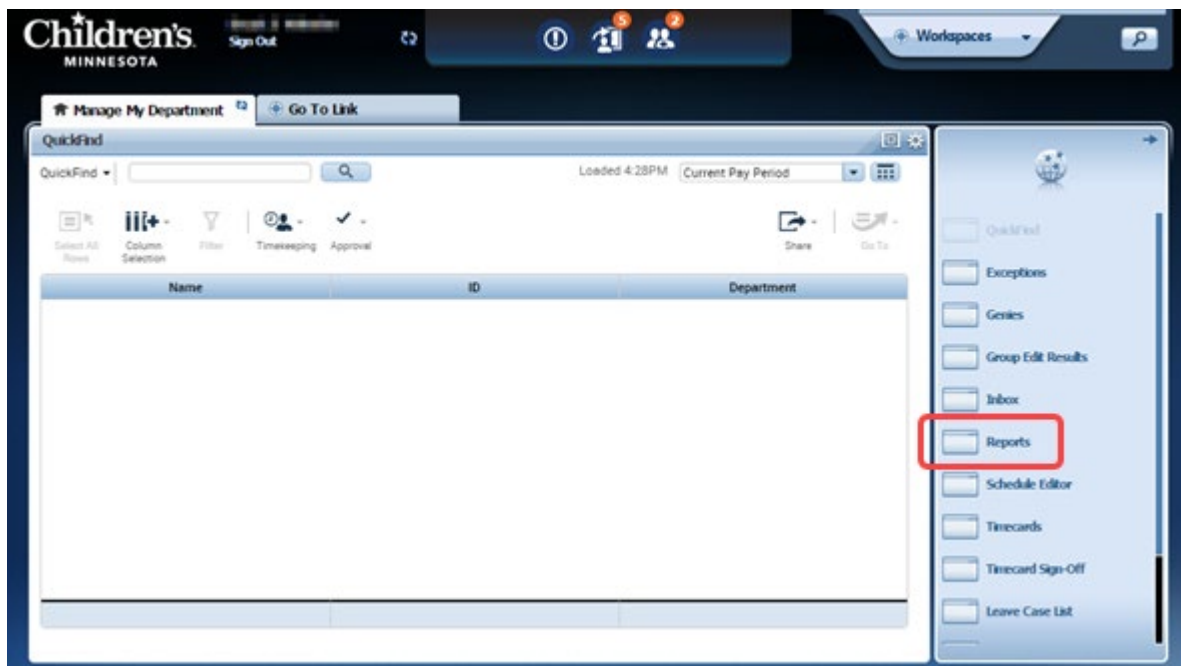 Children's
MINNESOTA
Sign Out
5
2
Workspaces
Manage My Department
Go To Link
QuickFind
QuickFind
Loaded 4:28PM
Current Pay Period
Select All Rows
Column Selection
Filter
Timekeeping
Approval
Share
Go To
Name
ID
Department
QuickFind
Exceptions
Genies
Group Edit Results
Inbox
Reports
Schedule Editor
Timecards
Timecard Sign-Off
Leave Case List